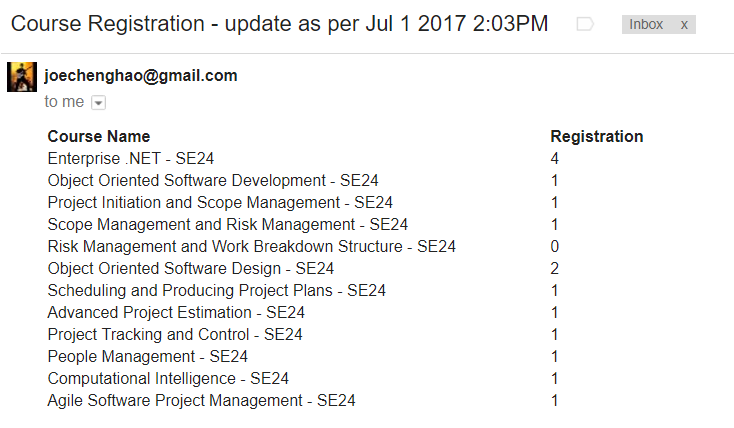 Course Registration - update as per Jul 1 2017 2:03PM
Inbox x
joechenghao@gmail.com
to me
Course Name Registration
Enterprise .NET - SE24 4
Object Oriented Software Development - SE24 1
Project Initiation and Scope Management - SE24 1
Scope Management and Risk Management - SE24 1
Risk Management and Work Breakdown Structure - SE24 0
Object Oriented Software Design - SE24 2
Scheduling and Producing Project Plans - SE24 1
Advanced Project Estimation - SE24 1
Project Tracking and Control - SE24 1
People Management - SE24 1
Computational Intelligence - SE24 1
Agile Software Project Management - SE24 1